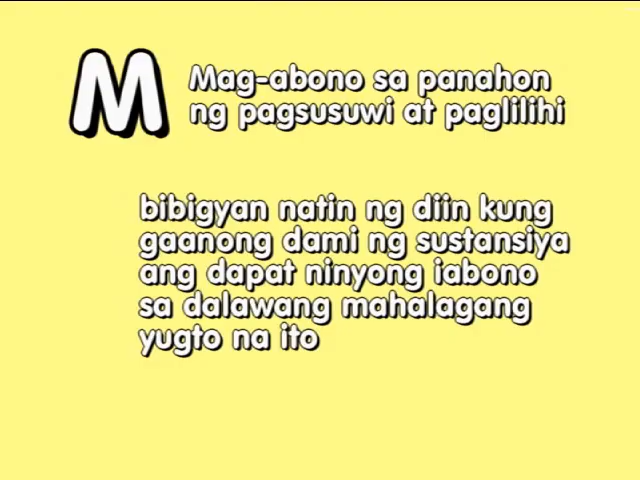 M
Mag-abono sa panahon
ng pagsusuwi at paglilihi
bibigyan natin ng diin kung
gaanong dami ng sustansiya
ang dapat ninyong iabono
sa dalawang mahalagang
yugto na ito